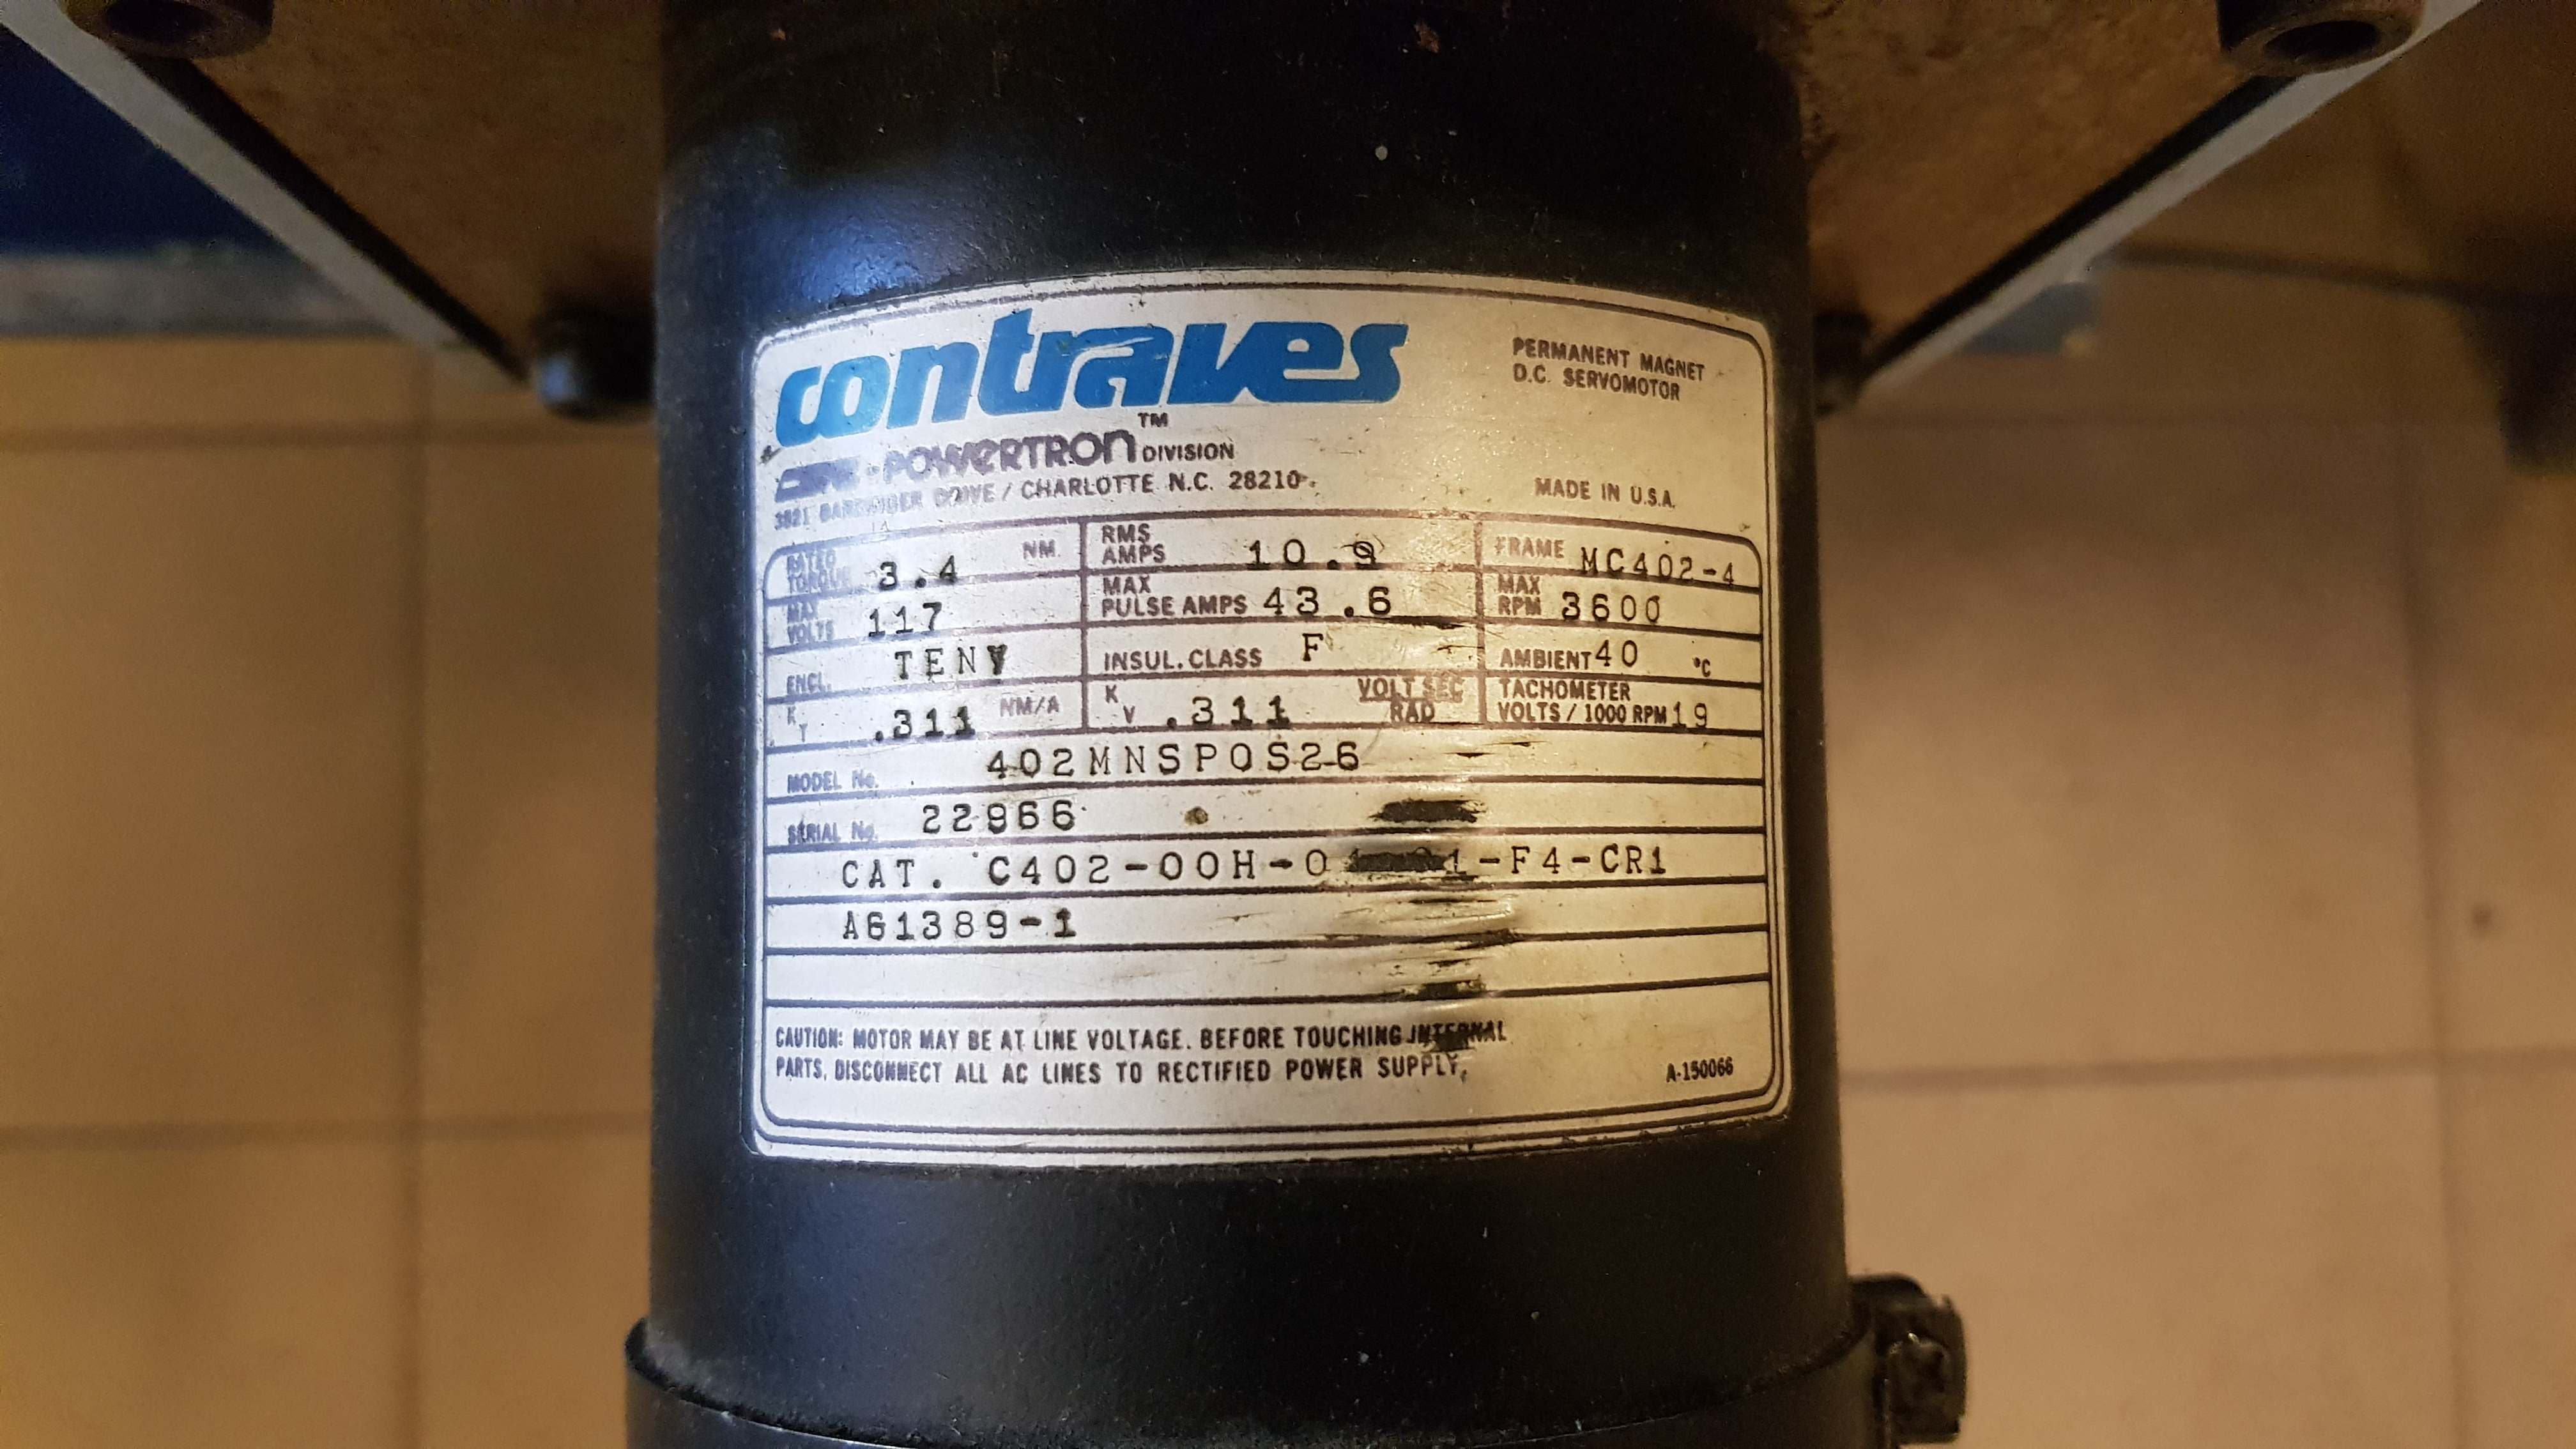 contraves
PERMANENT MAGNET
D.C. SERVOMOTOR
POWERTRON™ DIVISION
DRIVE / CHARLOTTE N.C. 28210
MADE IN U.S.A.
RATED TORQUE 3.4 NM. RMS AMPS 10.9 FRAME MC402-4
MAX VOLTS 117 MAX PULSE AMPS 43.6 MAX RPM 3600
ENCL. TENV INSUL. CLASS F AMBIENT 40 °C
KT .311 NM/A KV .311 VOLT SEC RAD TACHOMETER VOLTS / 1000 RPM 19
MODEL No. 402MNSPOS26
SERIAL No. 22966
CAT. C402-00H-0 1-F4-CR1
A61389-1
CAUTION: MOTOR MAY BE AT LINE VOLTAGE. BEFORE TOUCHING INTERNAL
PARTS, DISCONNECT ALL AC LINES TO RECTIFIED POWER SUPPLY.
A-150066